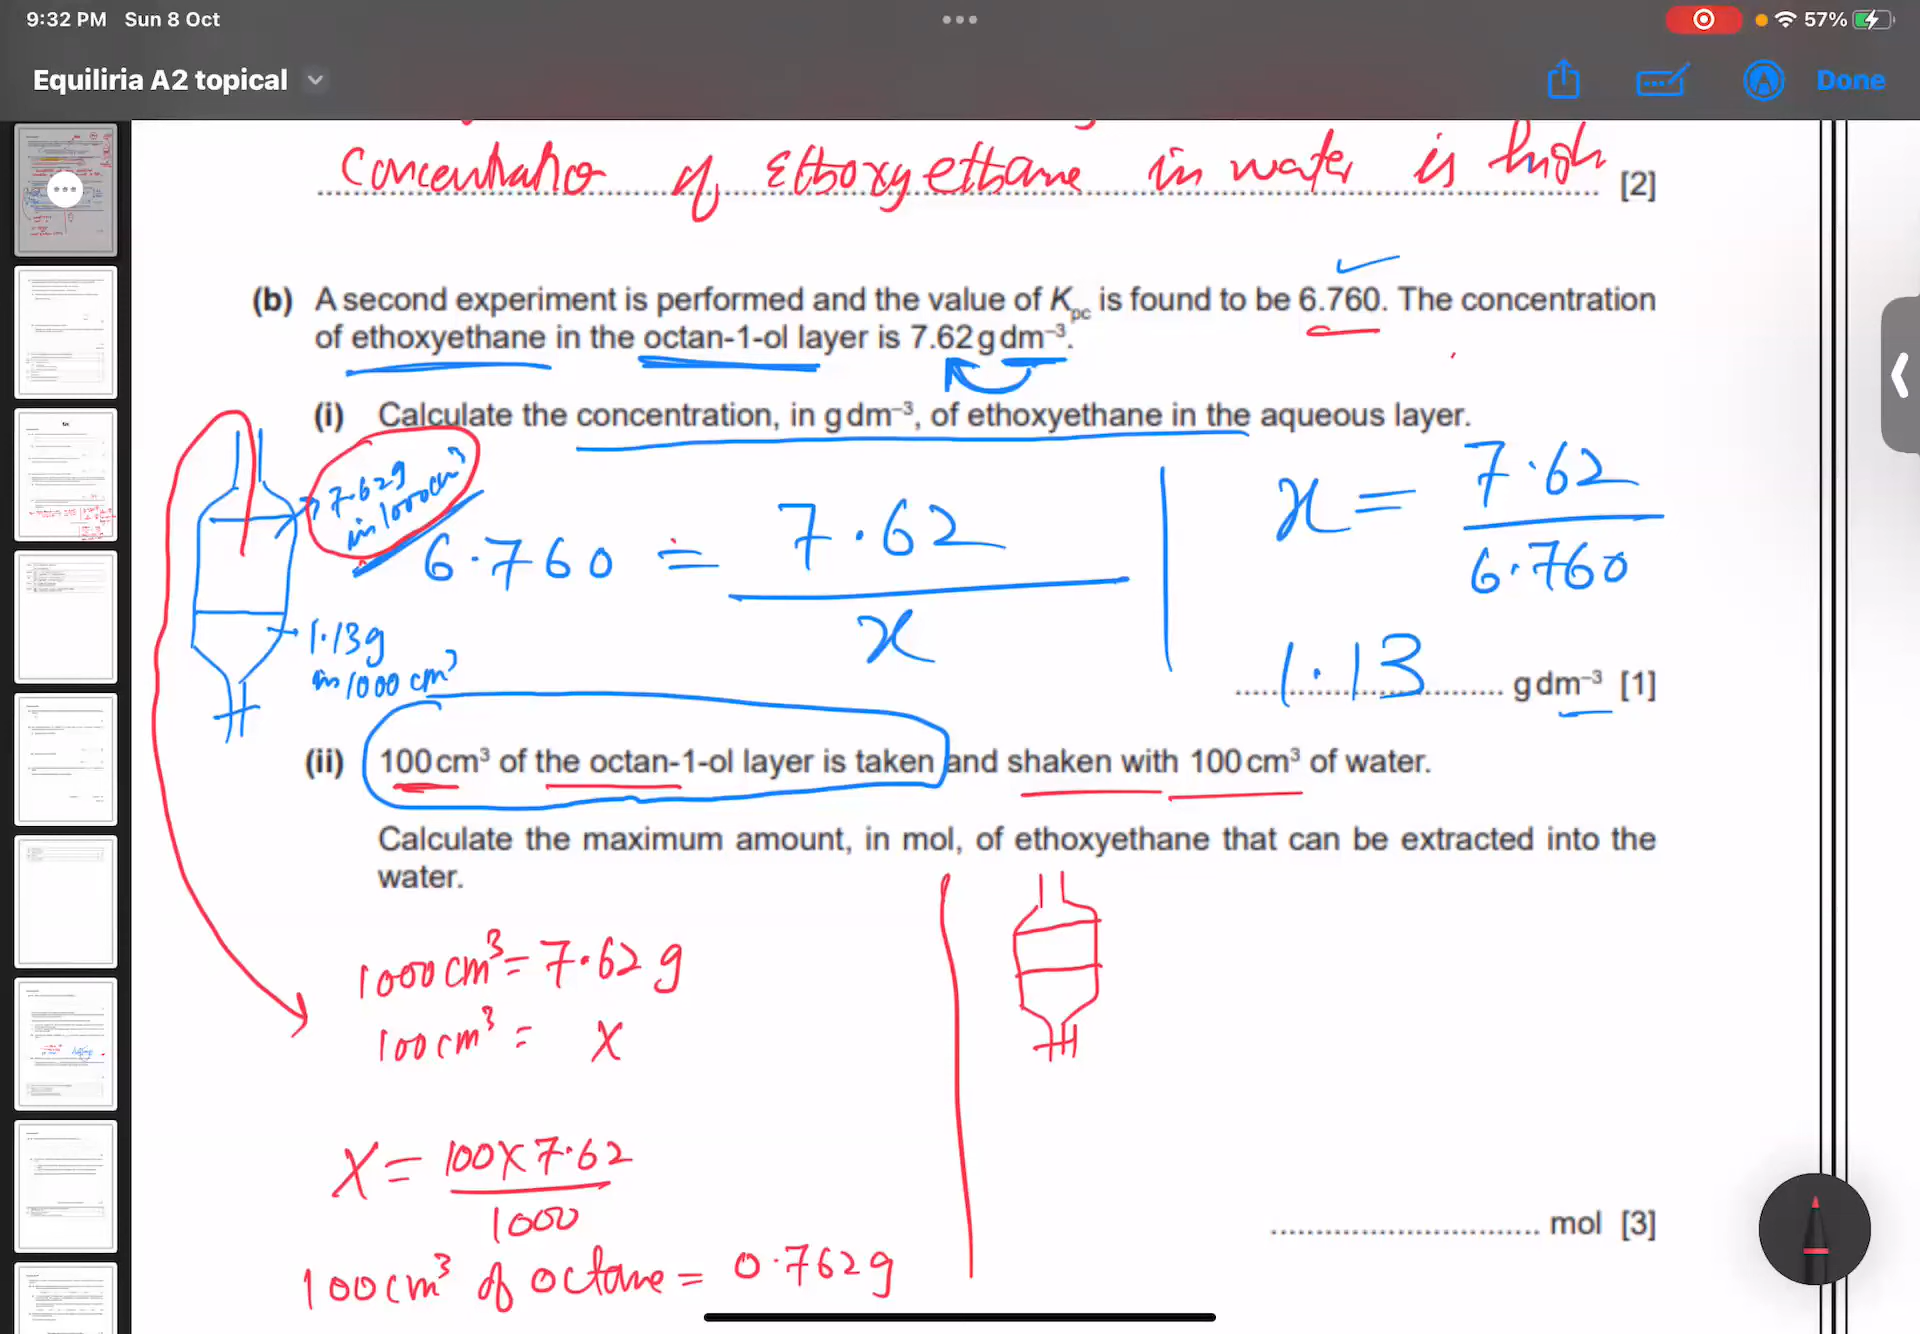 9:32 PM Sun 8 Oct
57%
Equiliria A2 topical
Done
Concentratio of Ethoxyethane in water is high [2]
(b) A second experiment is performed and the value of Kpc is found to be 6.760. The concentration
of ethoxyethane in the octan-1-ol layer is 7.62 g dm⁻³.
(i) Calculate the concentration, in g dm⁻³, of ethoxyethane in the aqueous layer.
7.62g
in 1000cm³
6.760 = 7.62 / x
x = 7.62 / 6.760
1.13g
in 1000 cm³
1.13 g dm⁻³ [1]
(ii) 100 cm³ of the octan-1-ol layer is taken and shaken with 100 cm³ of water.
Calculate the maximum amount, in mol, of ethoxyethane that can be extracted into the
water.
1000 cm³ = 7.62 g
100 cm³ = X
X = 100 X 7.62 / 1000
100 cm³ of octane = 0.762g
mol [3]